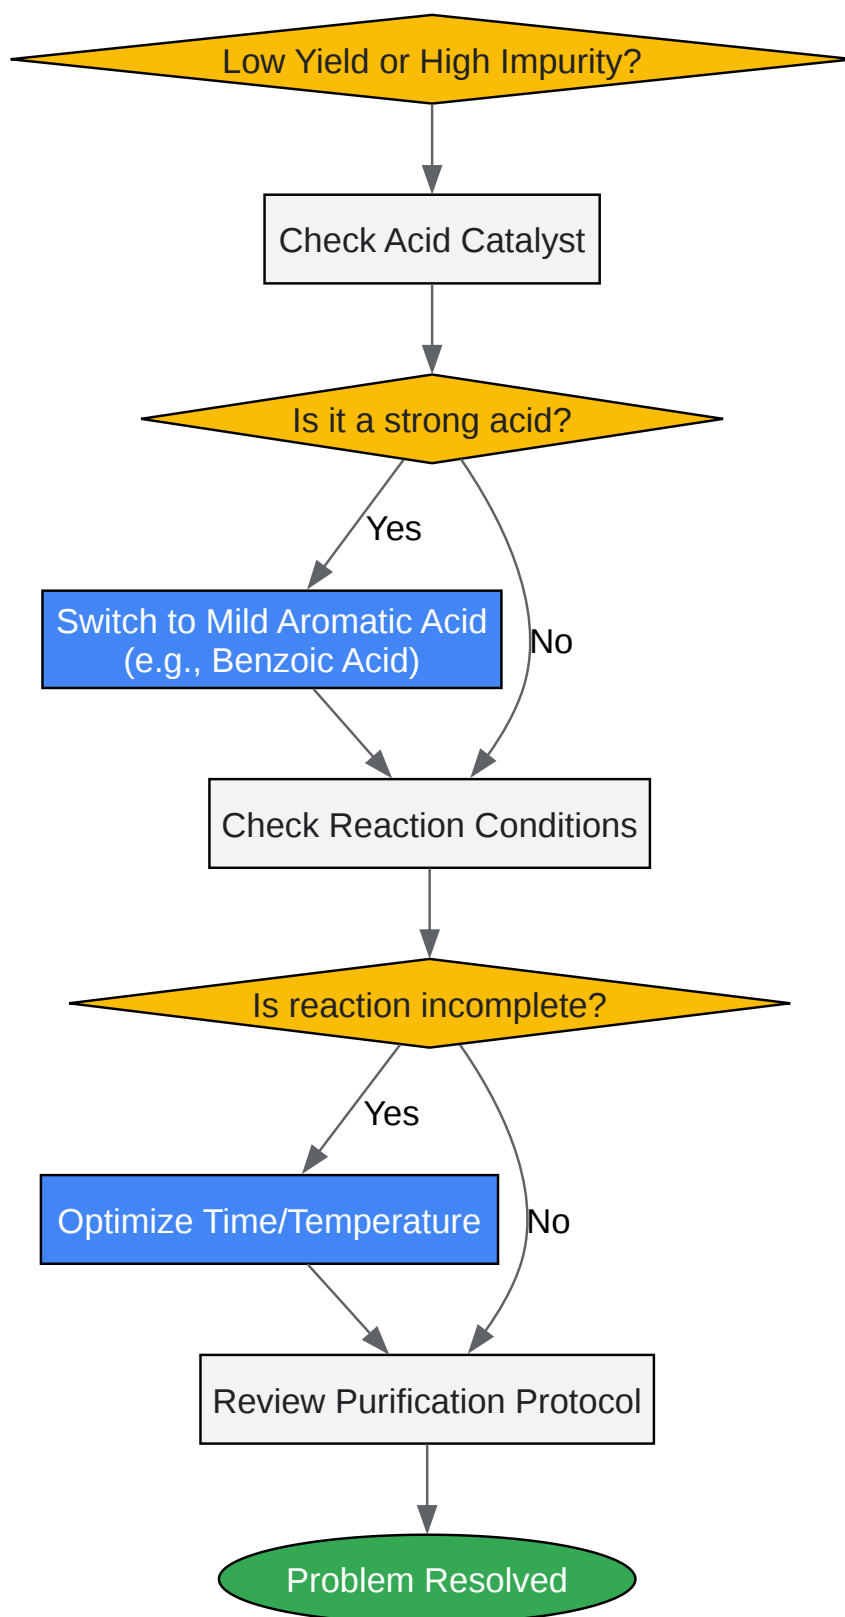 Low Yield or High Impurity?
Check Acid Catalyst
Is it a strong acid?
Yes
Switch to Mild Aromatic Acid
(e.g., Benzoic Acid)
No
Check Reaction Conditions
Is reaction incomplete?
Yes
Optimize Time/Temperature
No
Review Purification Protocol
Problem Resolved